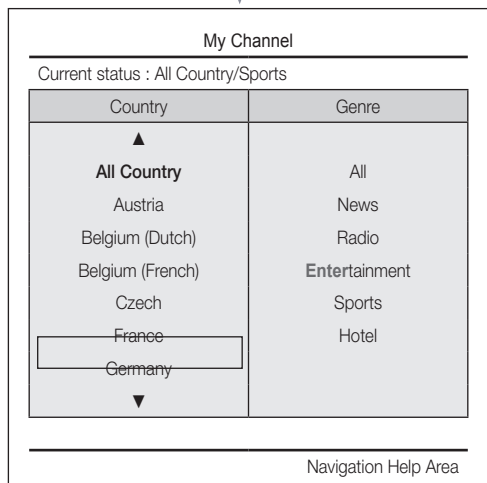 My Channel
Current status : All Country/Sports
Country Genre
▲
All Country All
Austria News
Belgium (Dutch) Radio
Belgium (French) Entertainment
Czech Sports
France Hotel
Germany
▼
Navigation Help Area